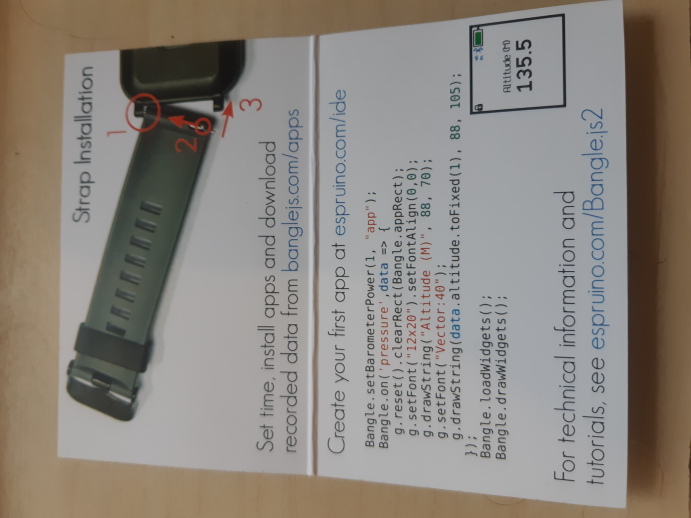 Strap Installation
1
2
3
Set time, install apps and download
recorded data from banglejs.com/apps
Create your first app at espruino.com/ide
Bangle.setBarometerPower(1, "app");
Bangle.on('pressure',data => {
g.reset().clearRect(Bangle.appRect);
g.setFont("12x20").setFontAlign(0,0);
g.drawString("Altitude (M)", 88, 70);
g.setFont("Vector:40");
g.drawString(data.altitude.toFixed(1), 88, 105);
});
Bangle.loadWidgets();
Bangle.drawWidgets();
Altitude (M)
135.5
For technical information and
tutorials, see espruino.com/Bangle.js2